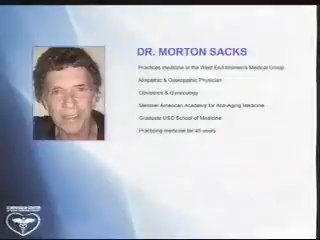 DR. MORTON SACKS
Practices medicine at the West End Women's Medical Group
Allopathic & Osteopathic Physician
Obstetrics & Gynecology
Member American Academy for Anti-Aging Medicine
Graduate USC School of Medicine
Practicing medicine for 45 years